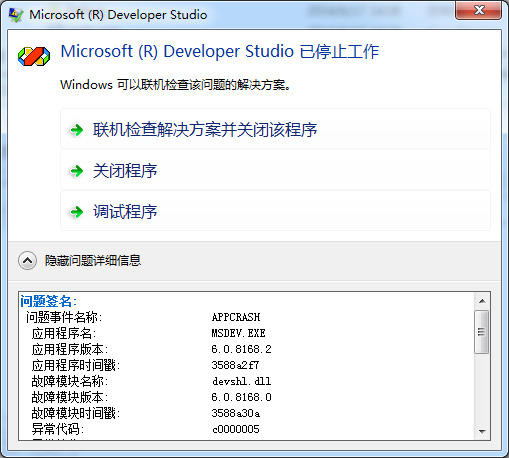 Microsoft (R) Developer Studio
Microsoft (R) Developer Studio 已停止工作
Windows 可以联机检查该问题的解决方案。
联机检查解决方案并关闭该程序
关闭程序
调试程序
隐藏问题详细信息
问题签名:
问题事件名称: APPCRASH
应用程序名: MSDEV.EXE
应用程序版本: 6.0.8168.2
应用程序时间戳: 3588a2f7
故障模块名称: devshl.dll
故障模块版本: 6.0.8168.0
故障模块时间戳: 3588a30a
异常代码: c0000005